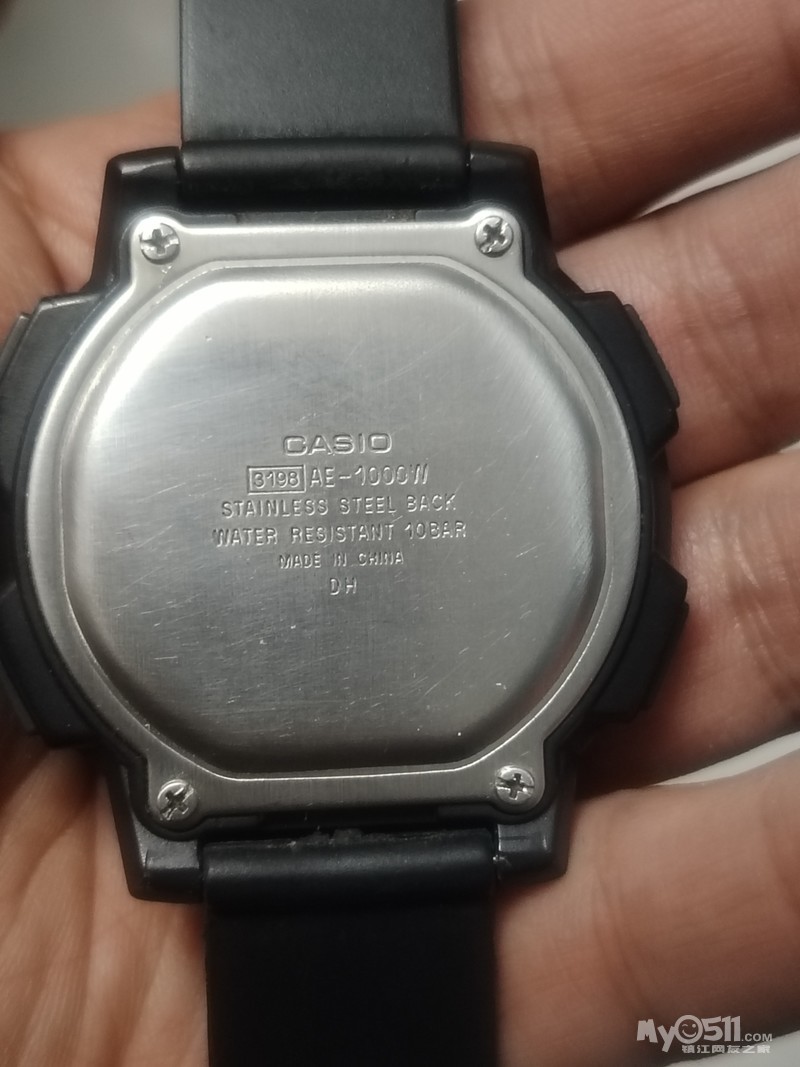 CASIO
3198 AE-1000W
STAINLESS STEEL BACK
WATER RESISTANT 10BAR
MADE IN CHINA
DH
My0511.COM
镇江网友之家